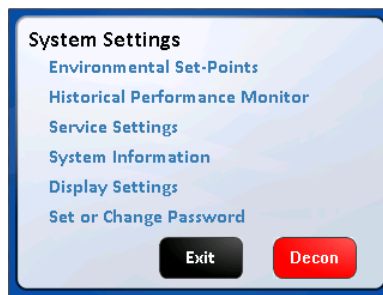 System Settings
Environmental Set-Points
Historical Performance Monitor
Service Settings
System Information
Display Settings
Set or Change Password
Exit Decon